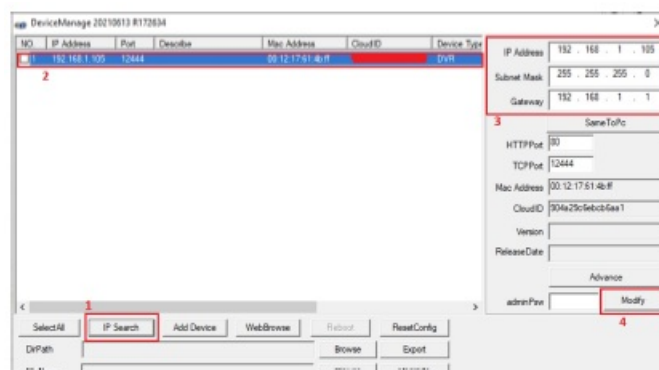 DeviceManage 20210613 R172634
NO. IP Address Port Describe Mac Address CloudID Device Type
1 192.168.1.105 12444 00:12:17:61:4b:ff DVR
2
IP Address 192 . 168 . 1 . 105
Subnet Mask 255 . 255 . 255 . 0
Gateway 192 . 168 . 1 . 1
3
SameToPc
HTTPPort 80
TCPPort 12444
Mac Address 00:12:17:61:4b:ff
CloudID
Version
ReleaseDate
Advance
adminPsw Modify
4
1
SelectAll IP Search Add Device WebBrowse Reboot ResetConfig
DirPath Browse Export